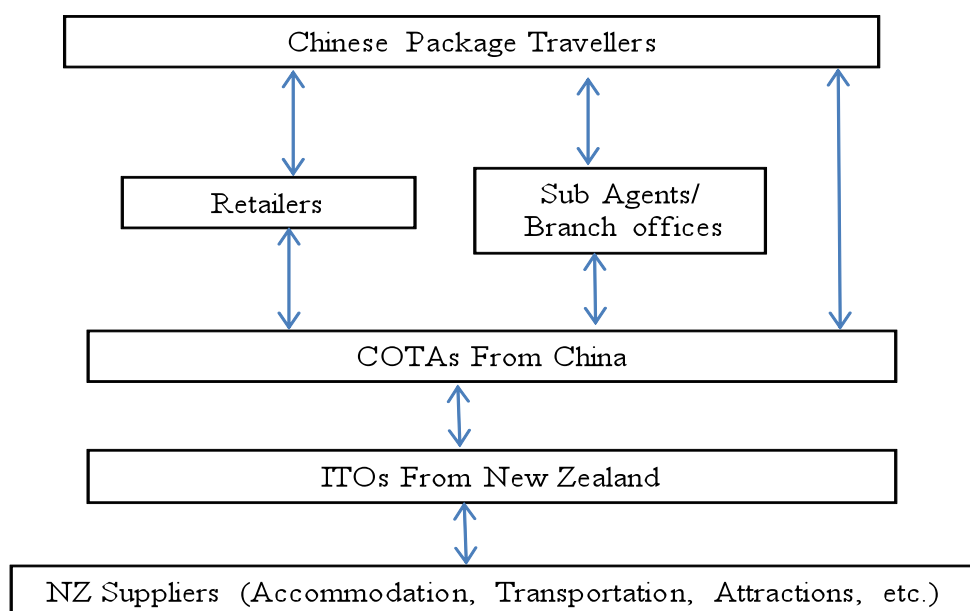 Chinese Package Travellers
Retailers
Sub Agents/
Branch offices
COTAs From China
ITOs From New Zealand
NZ Suppliers (Accommodation, Transportation, Attractions, etc.)